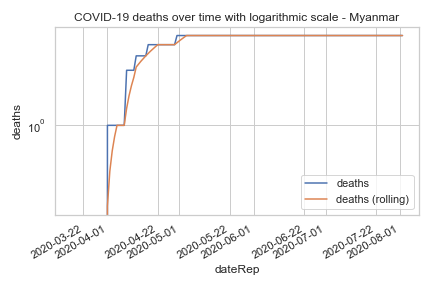 COVID-19 deaths over time with logarithmic scale - Myanmar
deaths
10⁰
deaths
deaths (rolling)
2020-03-22
2020-04-01
2020-04-22
2020-05-01
2020-05-22
2020-06-01
2020-06-22
2020-07-01
2020-07-22
2020-08-01
dateRep